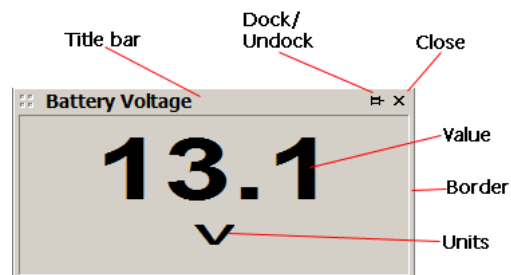 Dock/
Undock
Title bar
Close
Battery Voltage
13.1
V
Value
Border
Units